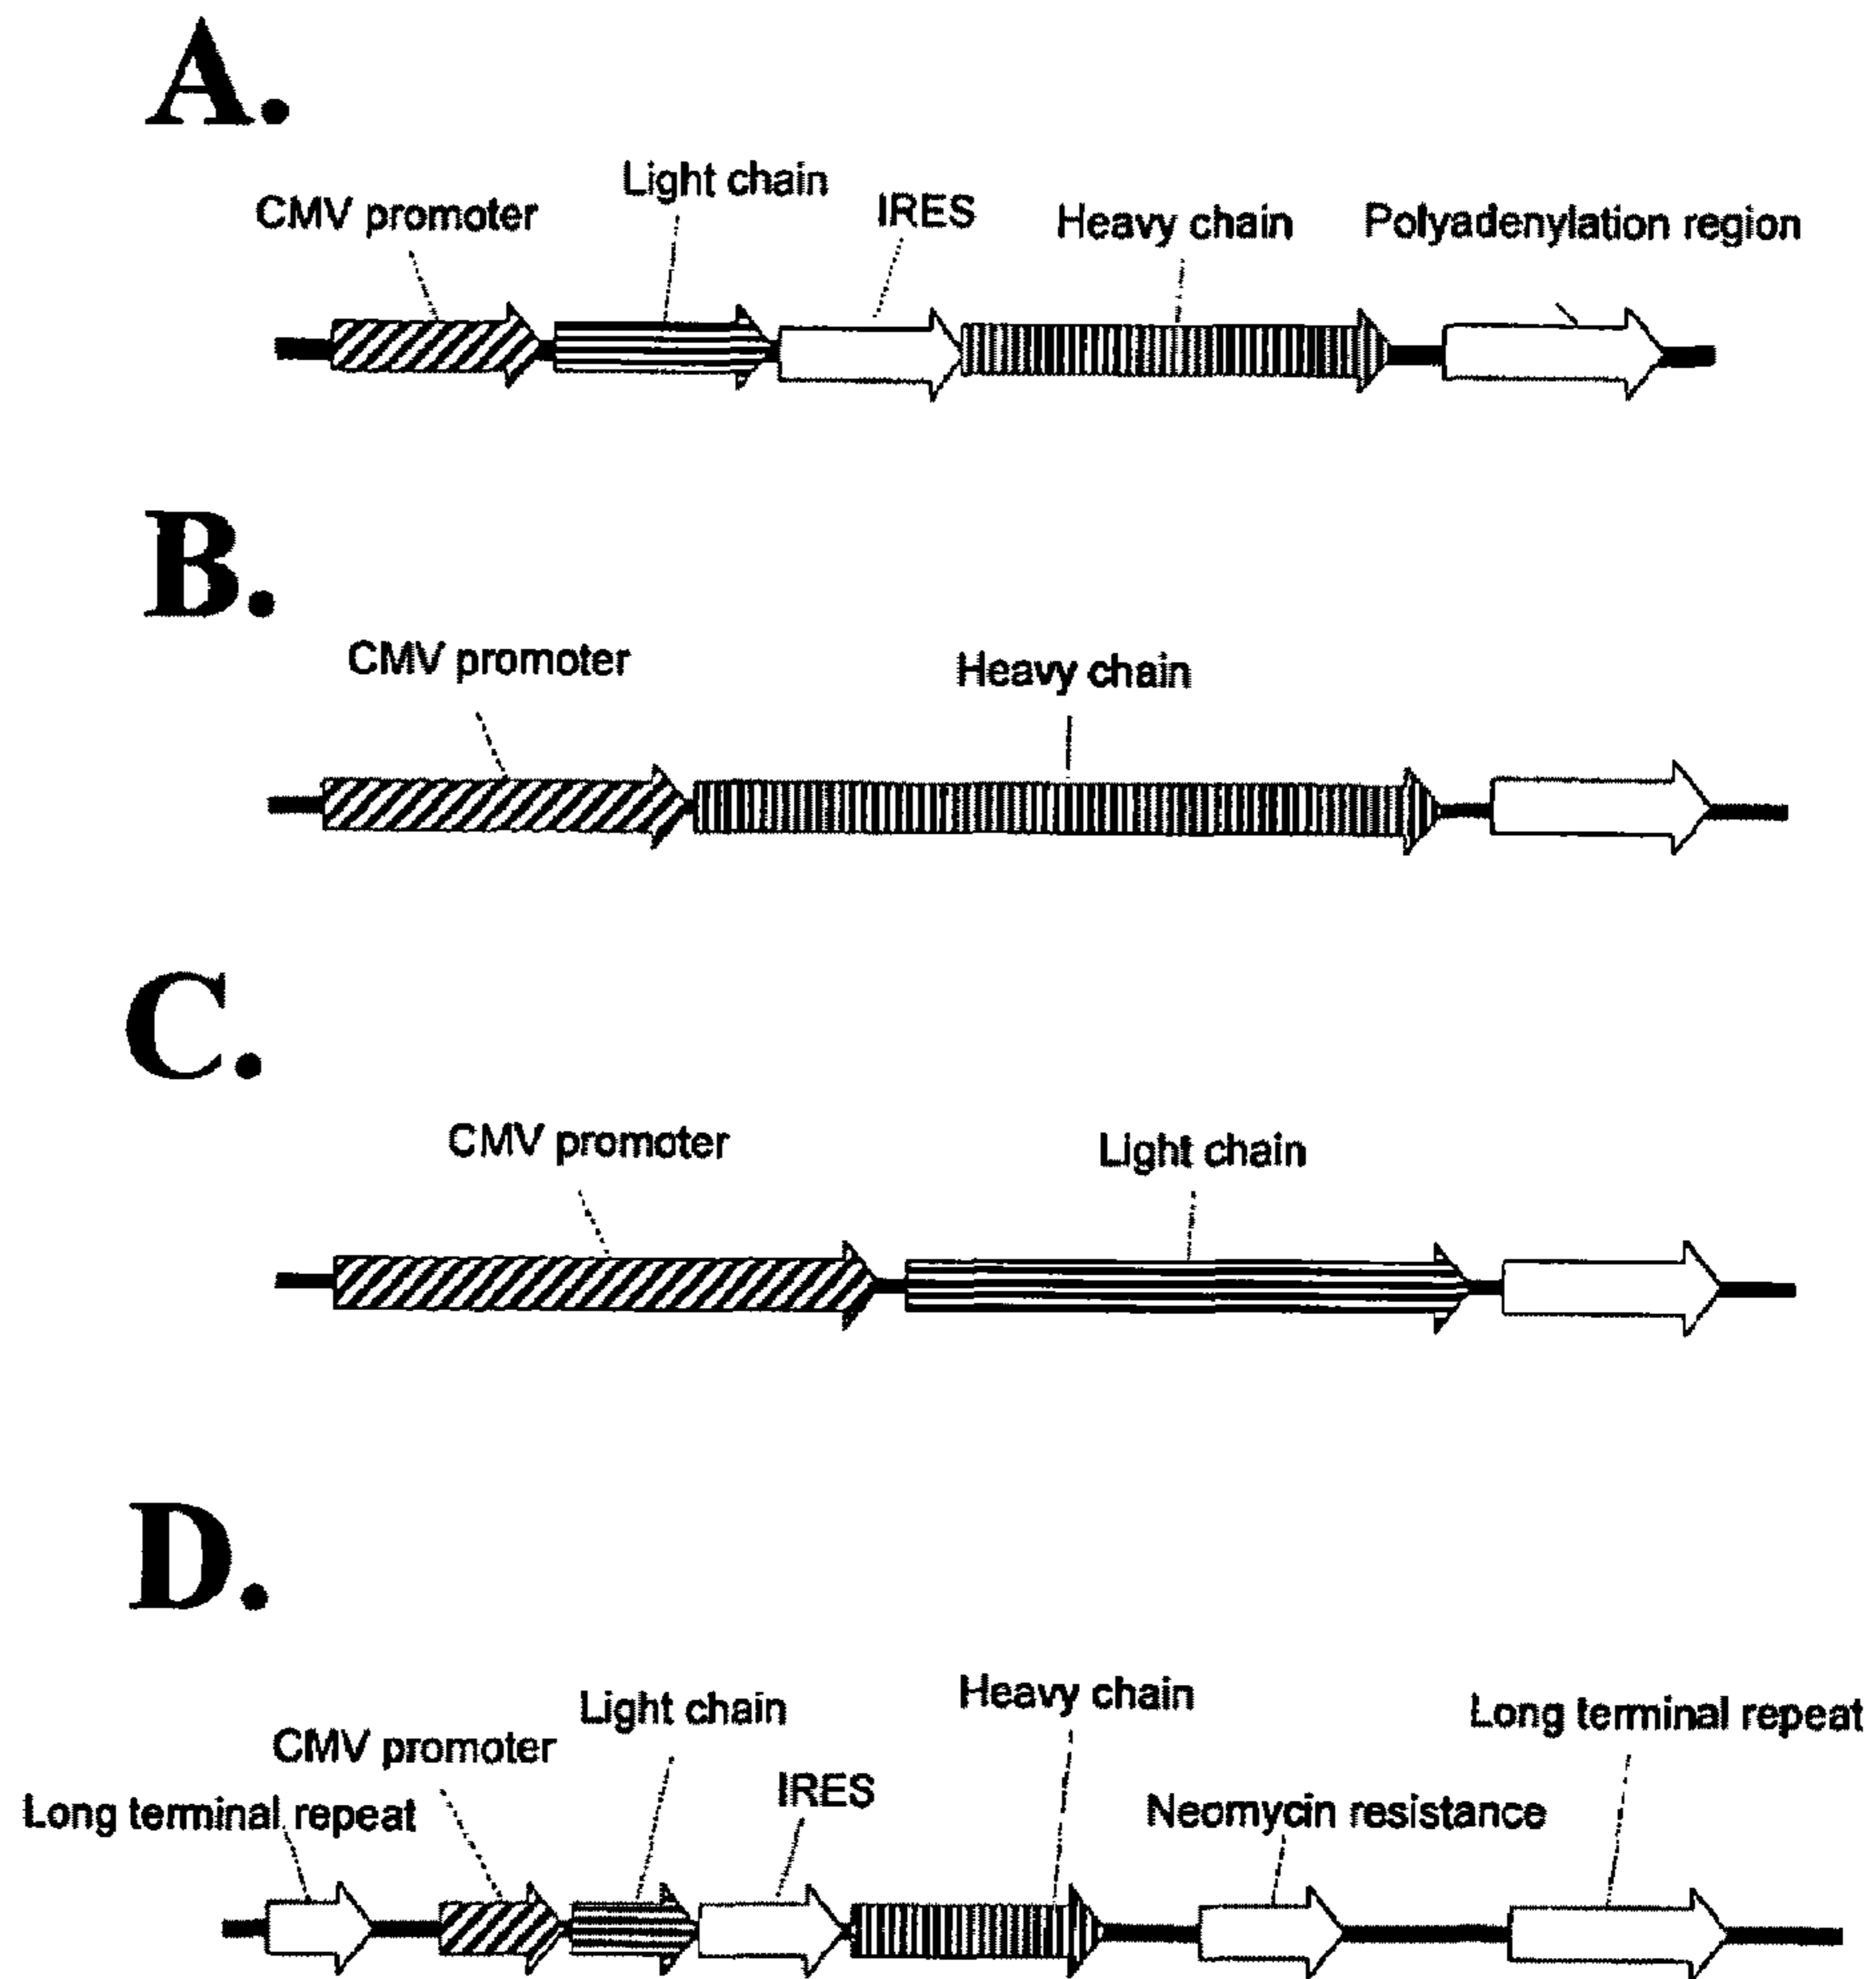 A.
CMV promoter
Light chain
IRES
Heavy chain
Polyadenylation region
B.
CMV promoter
Heavy chain
C.
CMV promoter
Light chain
D.
Long terminal repeat
CMV promoter
Light chain
IRES
Heavy chain
Neomycin resistance
Long terminal repeat